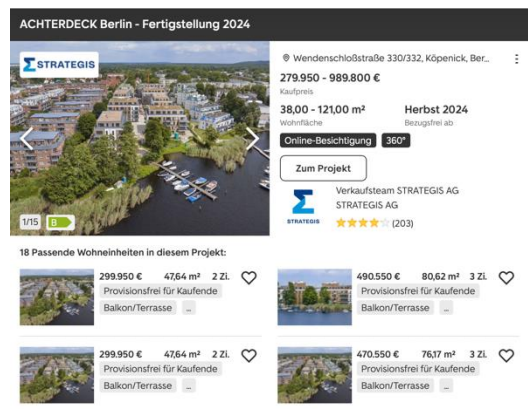 ACHTERDECK Berlin - Fertigstellung 2024
STRATEGIS
Wendenschloßstraße 330/332, Köpenick, Ber...
279.950 - 989.800 €
Kaufpreis
38,00 - 121,00 m² Herbst 2024
Wohnfläche Bezugsfrei ab
Online-Besichtigung 360°
Zum Projekt
Verkaufsteam STRATEGIS AG
STRATEGIS AG
STRATEGIS
(203)
1/15 B
18 Passende Wohneinheiten in diesem Projekt:
299.950 € 47,64 m² 2 Zi.
Provisionsfrei für Kaufende
Balkon/Terrasse ...
490.550 € 80,62 m² 3 Zi.
Provisionsfrei für Kaufende
Balkon/Terrasse ...
299.950 € 47,64 m² 2 Zi.
Provisionsfrei für Kaufende
Balkon/Terrasse ...
470.550 € 76,17 m² 3 Zi.
Provisionsfrei für Kaufende
Balkon/Terrasse ...